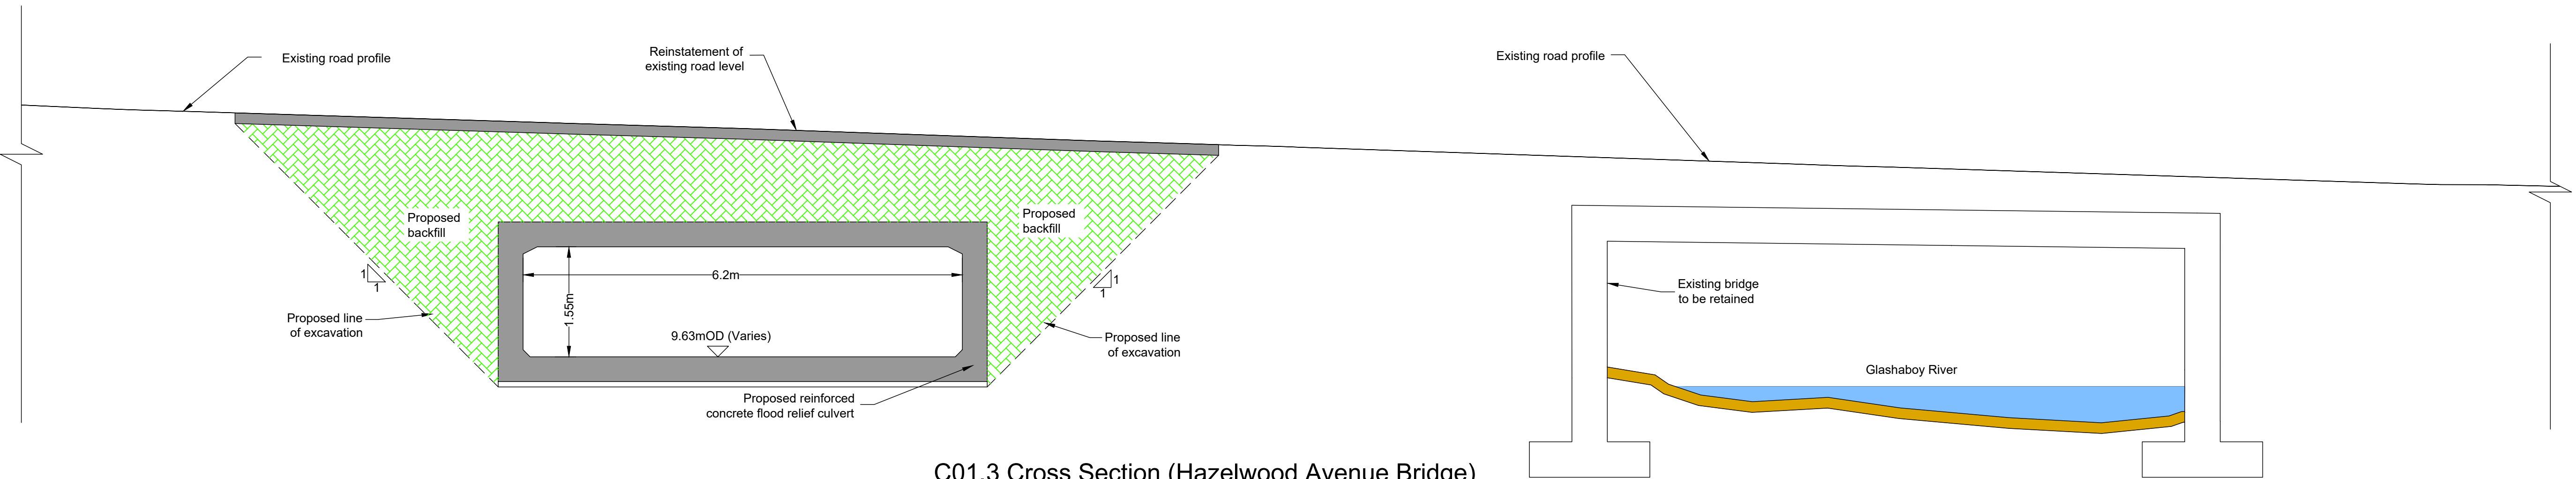 Existing road profile
Reinstatement of
existing road level
Existing road profile
Proposed
backfill
Proposed
backfill
1
1
1
1
6.2m
1.55m
9.63mOD (Varies)
Proposed line
of excavation
Proposed line
of excavation
Existing bridge
to be retained
Glashaboy River
Proposed reinforced
concrete flood relief culvert
C01.3 Cross Section (Hazelwood Avenue Bridge)